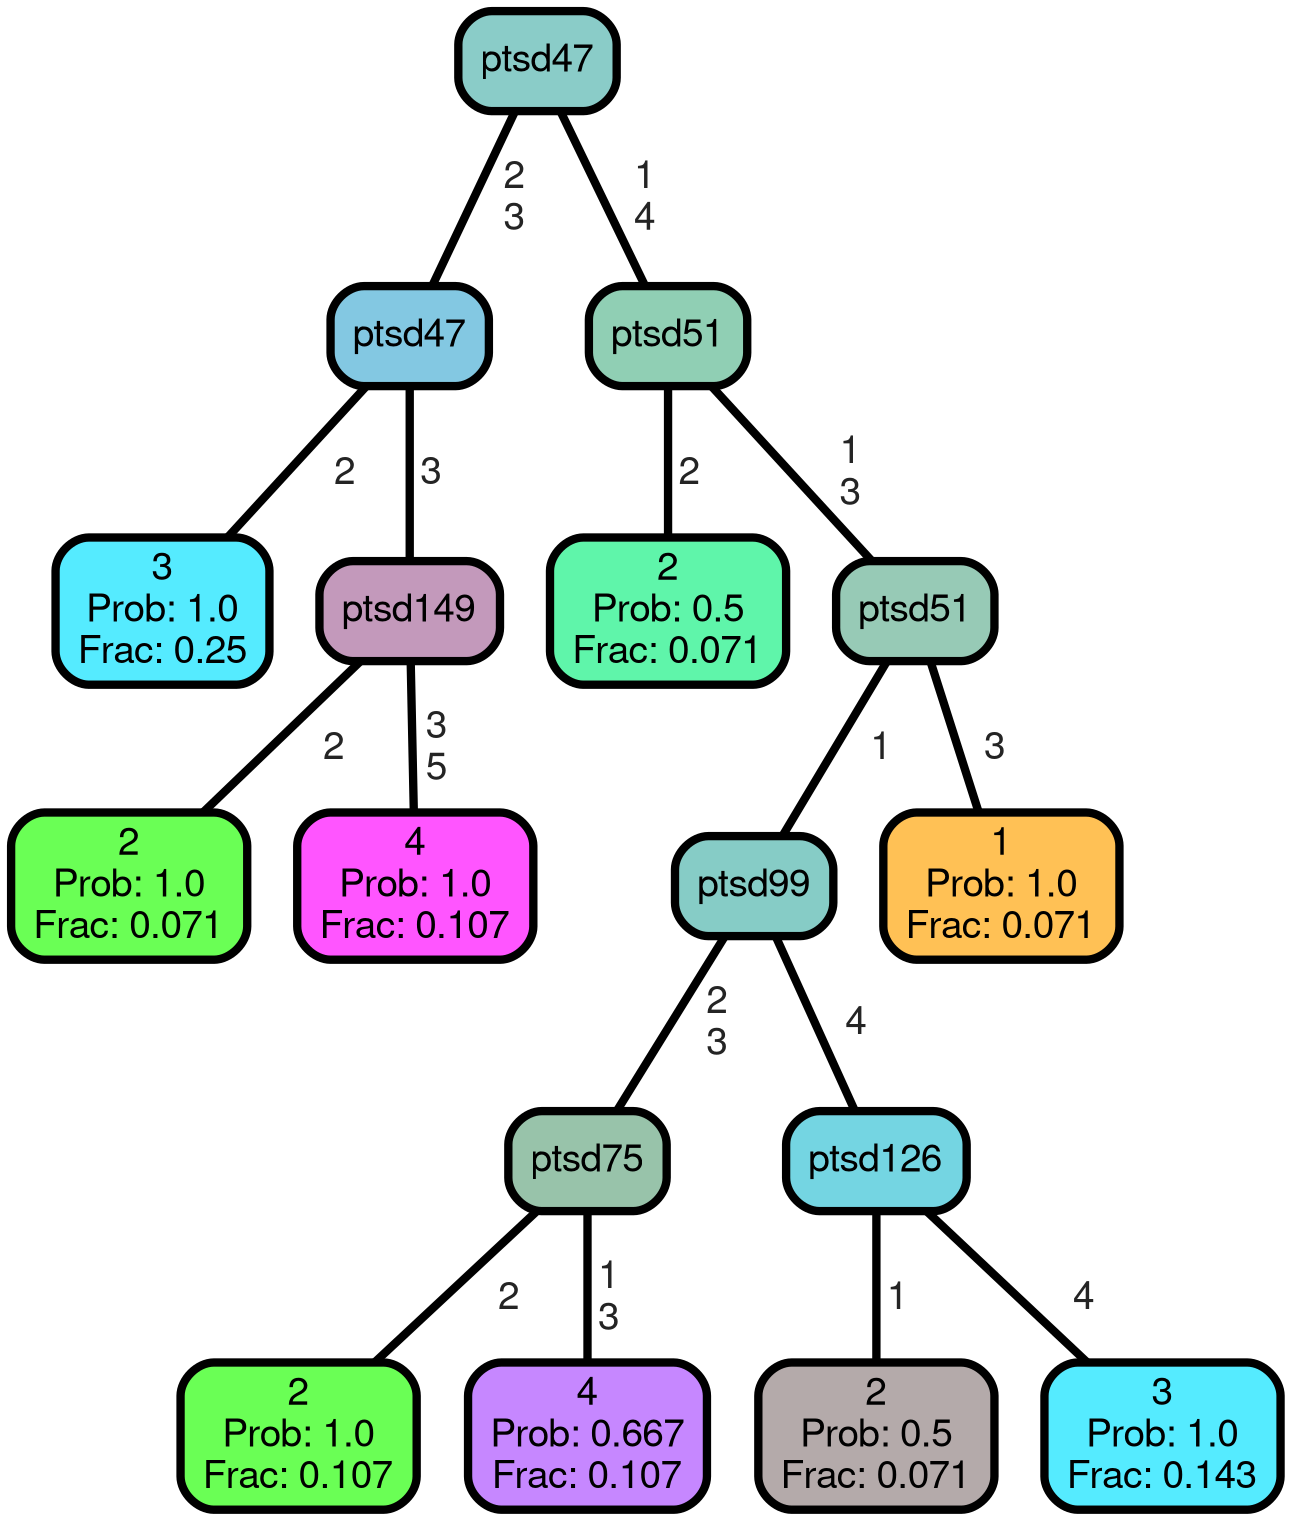 ptsd47
2
3
1
4
ptsd47
ptsd51
2
3
2
1
3
3
Prob: 1.0
Frac: 0.25
ptsd149
2
Prob: 0.5
Frac: 0.071
ptsd51
2
3
5
1
3
2
Prob: 1.0
Frac: 0.071
4
Prob: 1.0
Frac: 0.107
ptsd99
1
Prob: 1.0
Frac: 0.071
2
3
4
ptsd75
ptsd126
2
1
3
1
4
2
Prob: 1.0
Frac: 0.107
4
Prob: 0.667
Frac: 0.107
2
Prob: 0.5
Frac: 0.071
3
Prob: 1.0
Frac: 0.143